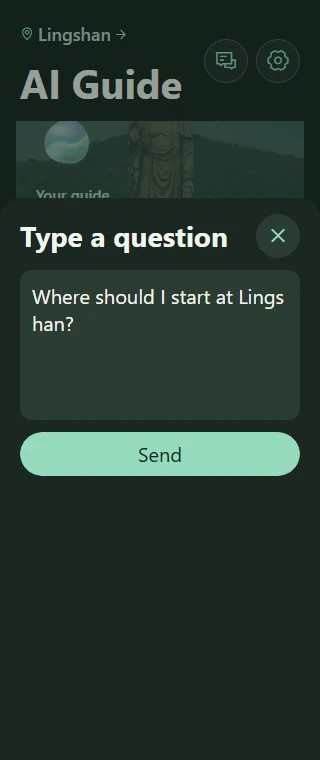 Lingshan →
AI Guide
Your guide
Type a question
Where should I start at Lings
han?
Send